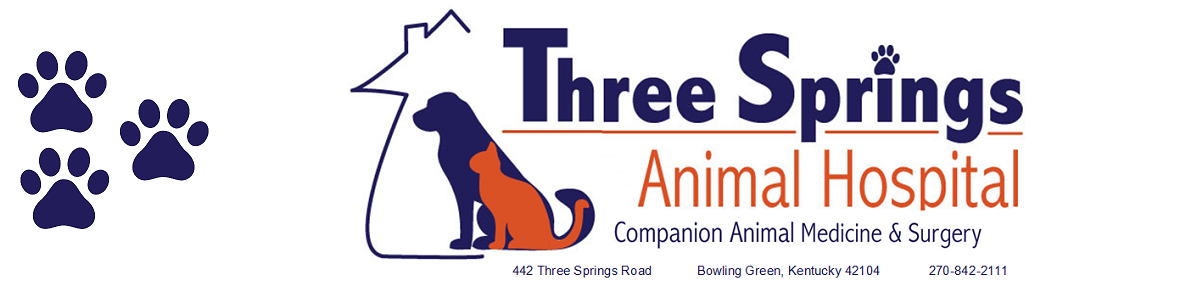 Three Springs
Animal Hospital
Companion Animal Medicine & Surgery
442 Three Springs Road Bowling Green, Kentucky 42104 270-842-2111